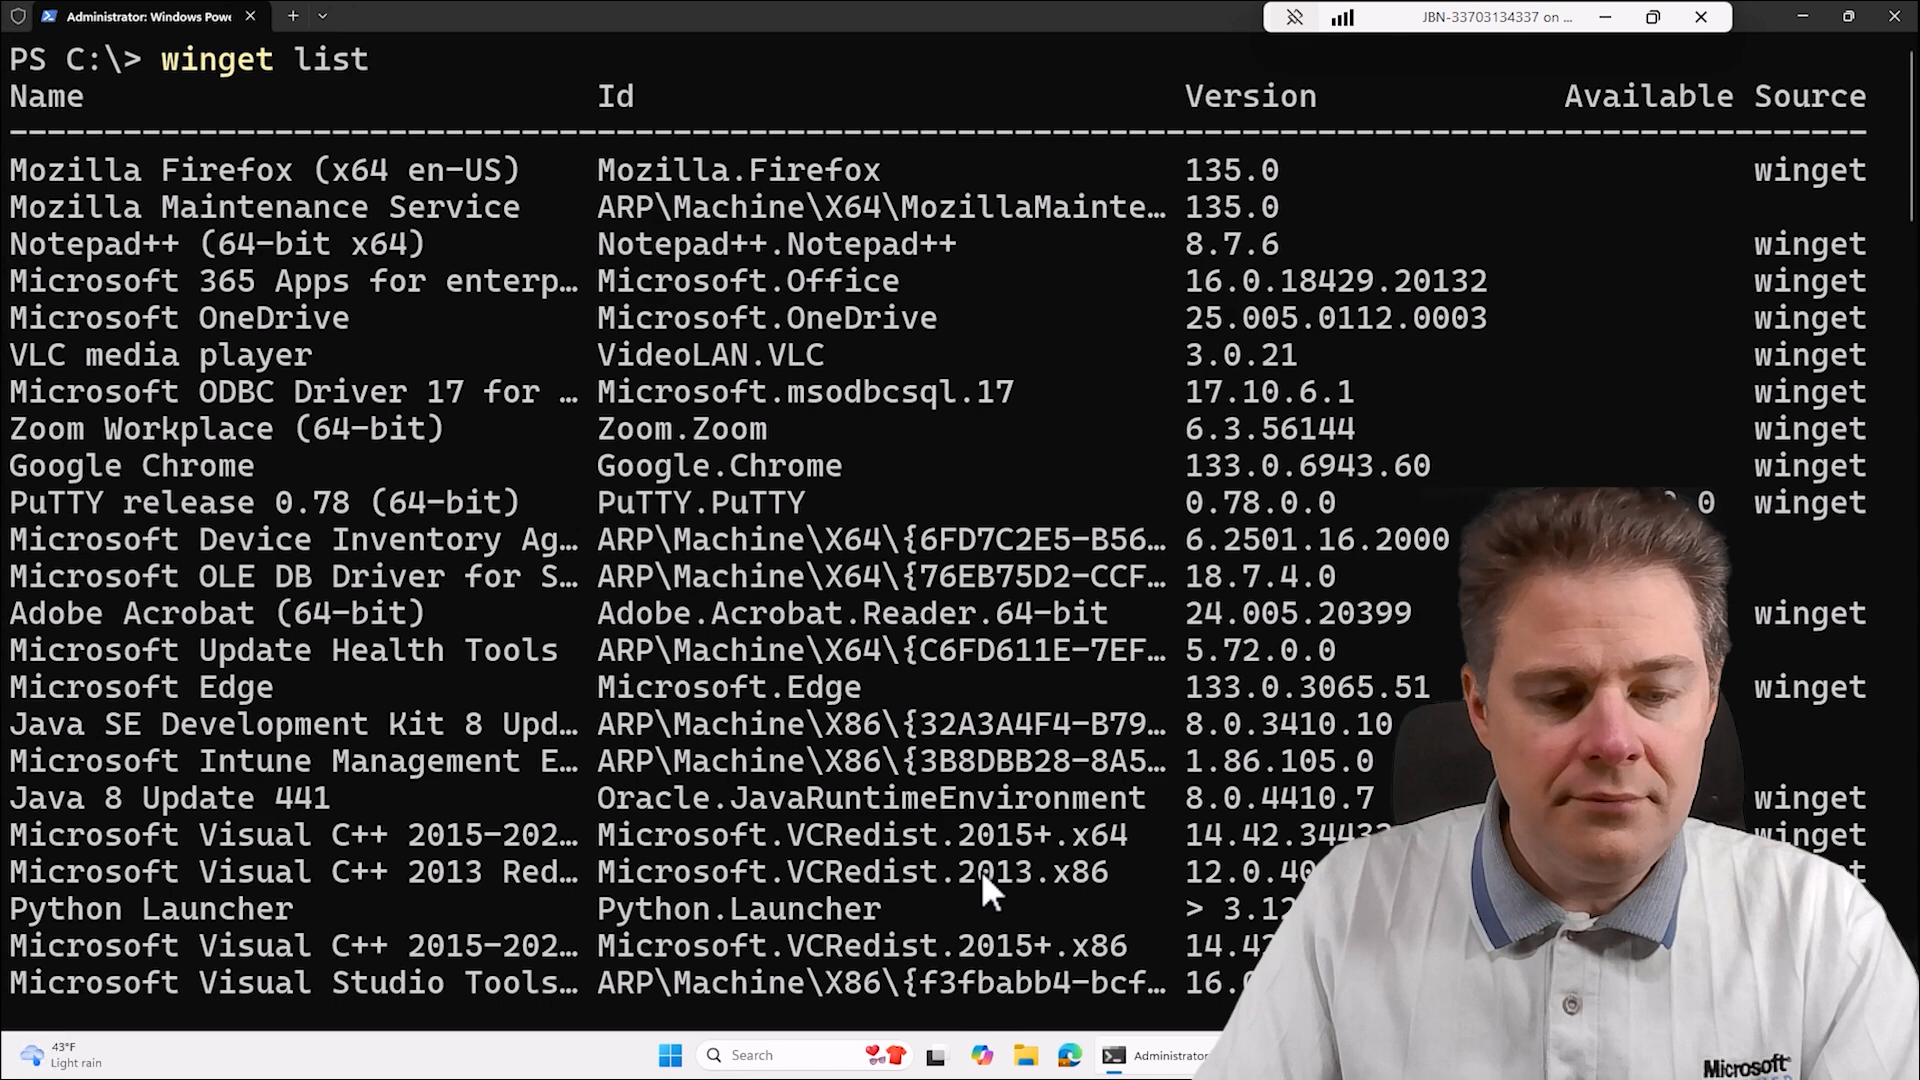 Administrator: Windows Powe
JBN-33703134337 on ...
PS C:\> winget list
Name Id Version Available Source
Mozilla Firefox (x64 en-US) Mozilla.Firefox 135.0 winget
Mozilla Maintenance Service ARP\Machine\X64\MozillaMainte… 135.0
Notepad++ (64-bit x64) Notepad++.Notepad++ 8.7.6 winget
Microsoft 365 Apps for enterp… Microsoft.Office 16.0.18429.20132 winget
Microsoft OneDrive Microsoft.OneDrive 25.005.0112.0003 winget
VLC media player VideoLAN.VLC 3.0.21 winget
Microsoft ODBC Driver 17 for … Microsoft.msodbcsql.17 17.10.6.1 winget
Zoom Workplace (64-bit) Zoom.Zoom 6.3.56144 winget
Google Chrome Google.Chrome 133.0.6943.60 winget
PuTTY release 0.78 (64-bit) PuTTY.PuTTY 0.78.0.0 0 winget
Microsoft Device Inventory Ag… ARP\Machine\X64\{6FD7C2E5-B56… 6.2501.16.2000
Microsoft OLE DB Driver for S… ARP\Machine\X64\{76EB75D2-CCF… 18.7.4.0
Adobe Acrobat (64-bit) Adobe.Acrobat.Reader.64-bit 24.005.20399 winget
Microsoft Update Health Tools ARP\Machine\X64\{C6FD611E-7EF… 5.72.0.0
Microsoft Edge Microsoft.Edge 133.0.3065.51 winget
Java SE Development Kit 8 Upd… ARP\Machine\X86\{32A3A4F4-B79… 8.0.3410.10
Microsoft Intune Management E… ARP\Machine\X86\{3B8DBB28-8A5… 1.86.105.0
Java 8 Update 441 Oracle.JavaRuntimeEnvironment 8.0.4410.7 winget
Microsoft Visual C++ 2015-202… Microsoft.VCRedist.2015+.x64 14.42.34433 winget
Microsoft Visual C++ 2013 Red… Microsoft.VCRedist.2013.x86 12.0.40
Python Launcher Python.Launcher > 3.12
Microsoft Visual C++ 2015-202… Microsoft.VCRedist.2015+.x86 14.42
Microsoft Visual Studio Tools… ARP\Machine\X86\{f3fbabb4-bcf… 16.
43°F
Light rain
Search
Administrator
Microsoft